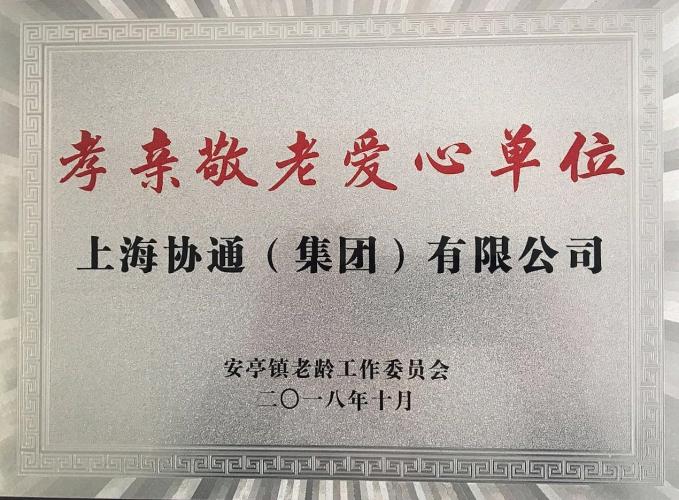 孝亲敬老爱心单位
上海协通（集团）有限公司
安亭镇老龄工作委员会
二〇一八年十月